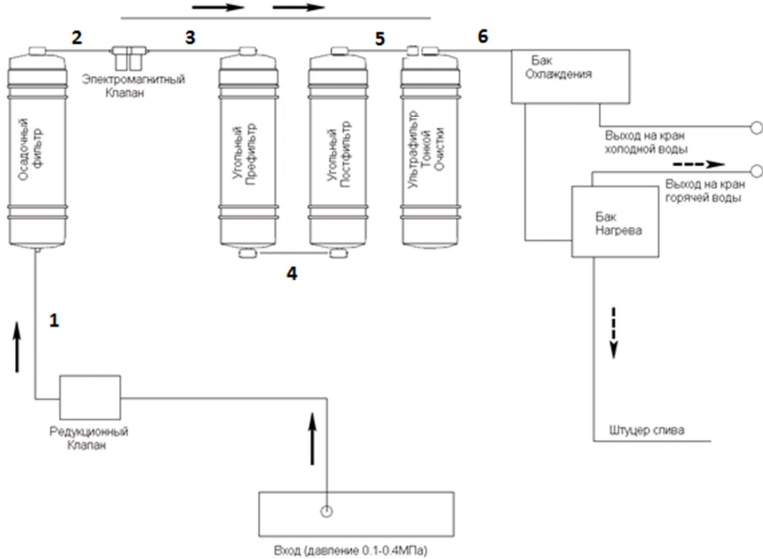 2
3
5
6
Электромагнитный
Клапан
Бак
Охлаждения
Осадочный
фильтр
Угольный
Префильтр
Угольный
Постфильтр
Ультрафильтр
Тонкой
Очистки
Выход на кран
холодной воды
Выход на кран
горячей воды
Бак
Нагрева
4
1
Редукционный
Клапан
Штуцер слива
Вход (давление 0.1-0.4МПа)